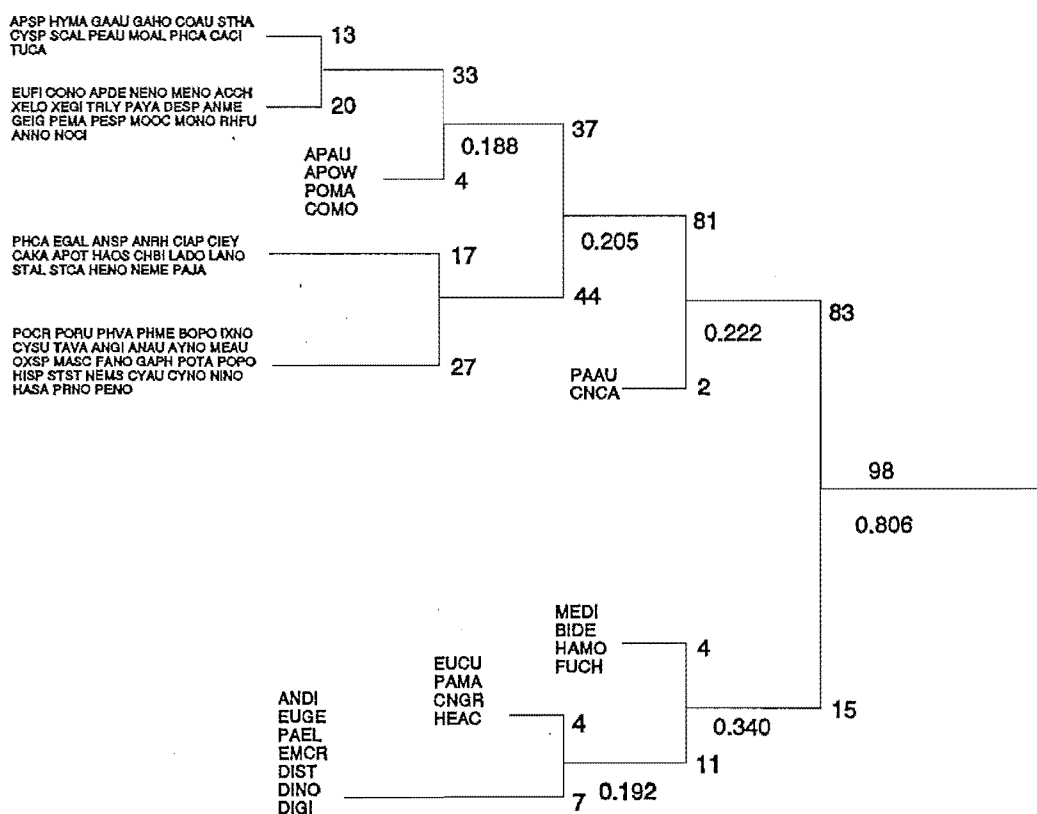 APSP HYMA GAAU GAHO COAU STHA
CYSP SCAL PEAU MOAL PHCA CACI
TUCA
13
33
EUFI CONO APDE NENO MENO ACCH
XELO XEGI TRLY PAYA DESP ANME
GEIG PEMA PESP MOOC MONO RHFU
ANNO NOCI
20
37
0.188
APAU
APOW
POMA
COMO
4
81
0.205
PHCA EGAL ANSP ANRH CIAP CIEY
CAKA APOT HAOS CHBI LADO LANO
STAL STCA HENO NEME PAJA
17
44
83
0.222
POCR PORU PHVA PHME BOPO IXNO
CYSU TAVA ANGI ANAU AYNO MEAU
OXSP MASC FANO GAPH POTA POPO
HISP STST NEMS CYAU CYNO NINO
HASA PRNO PENO
27
PAAU
CNCA
2
98
0.806
MEDI
BIDE
HAMO
FUCH
4
EUCU
PAMA
CNGR
HEAC
4
15
0.340
11
ANDI
EUGE
PAEL
EMCR
DIST
DINO
DIGI
7
0.192